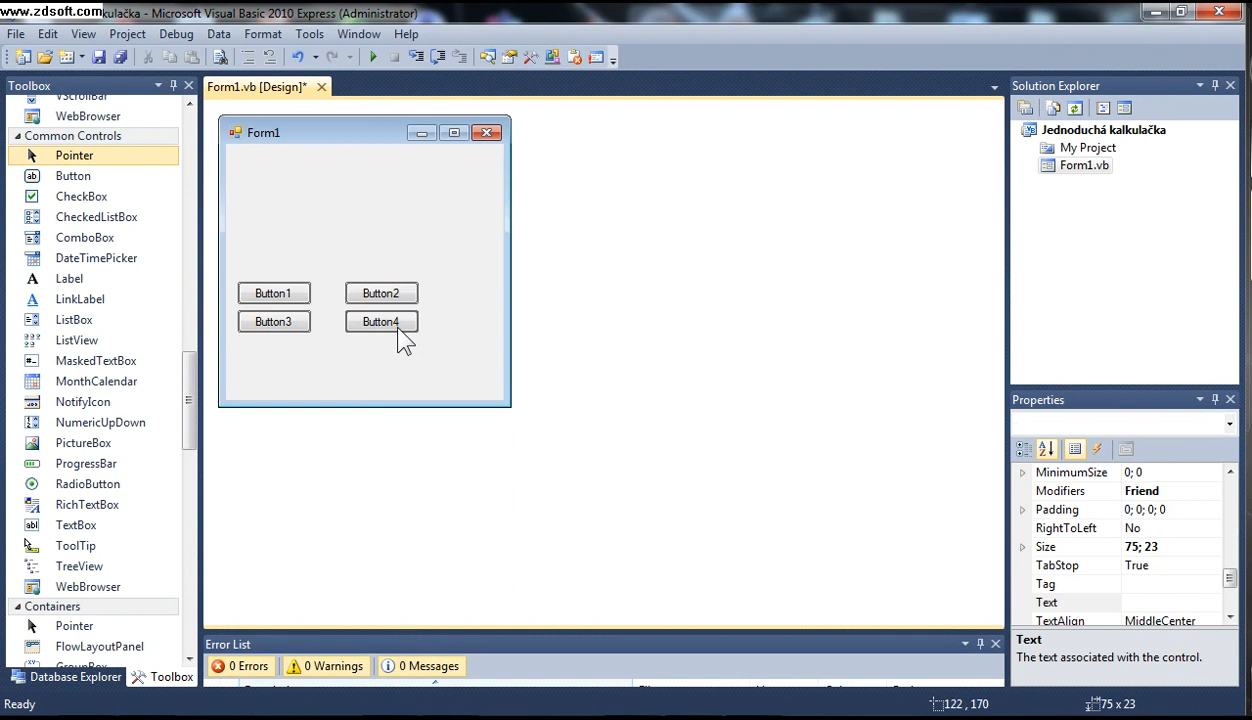 www.zdsoft.com
kulačka - Microsoft Visual Basic 2010 Express (Administrator)
File Edit View Project Debug Data Format Tools Window Help
Toolbox
VScrollBar
WebBrowser
Common Controls
Pointer
Button
CheckBox
CheckedListBox
ComboBox
DateTimePicker
Label
LinkLabel
ListBox
ListView
MaskedTextBox
MonthCalendar
NotifyIcon
NumericUpDown
PictureBox
ProgressBar
RadioButton
RichTextBox
TextBox
ToolTip
TreeView
WebBrowser
Containers
Pointer
FlowLayoutPanel
GroupBox
Database Explorer Toolbox
Form1.vb [Design]*
Form1
Button1 Button2
Button3 Button4
Error List
0 Errors 0 Warnings 0 Messages
Solution Explorer
Jednoduchá kalkulačka
My Project
Form1.vb
Properties
MinimumSize 0; 0
Modifiers Friend
Padding 0; 0; 0; 0
RightToLeft No
Size 75; 23
TabStop True
Tag
Text
TextAlign MiddleCenter
Text
The text associated with the control.
Ready 122 , 170 75 x 23